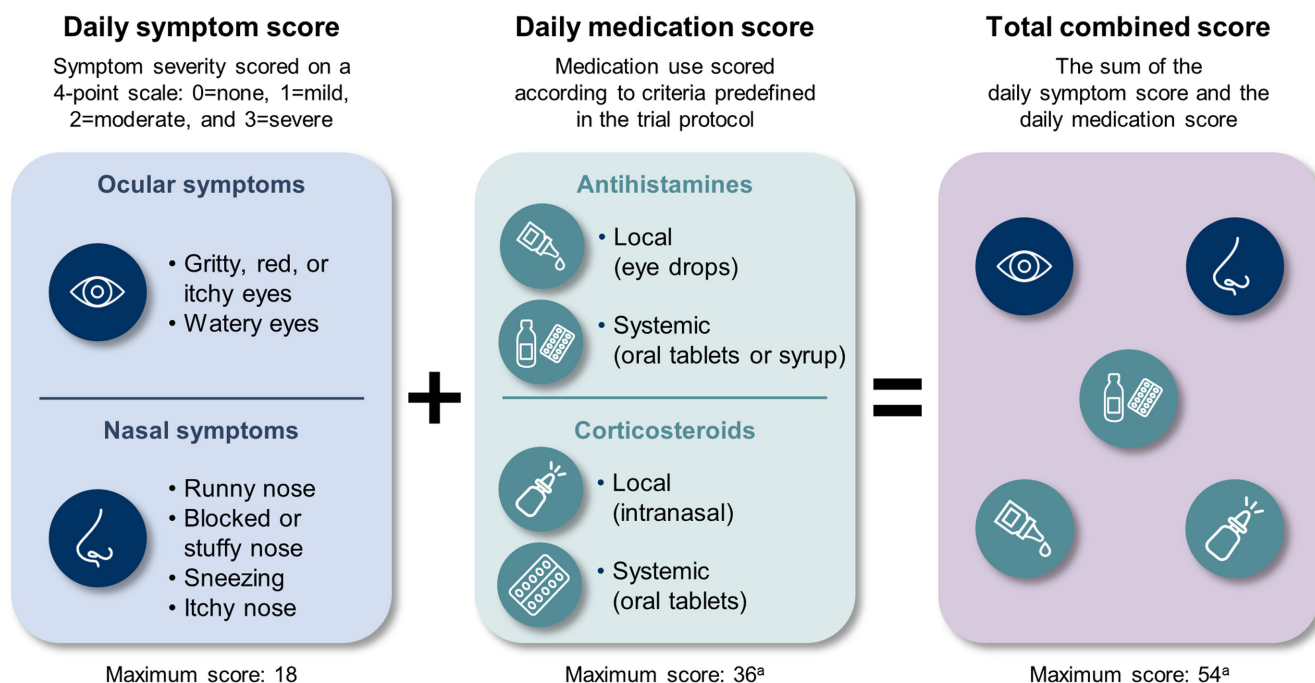 Daily symptom score
Symptom severity scored on a
4-point scale: 0=none, 1=mild,
2=moderate, and 3=severe
Ocular symptoms
• Gritty, red, or
itchy eyes
• Watery eyes
Nasal symptoms
• Runny nose
• Blocked or
stuffy nose
• Sneezing
• Itchy nose
Maximum score: 18
+
Daily medication score
Medication use scored
according to criteria predefined
in the trial protocol
Antihistamines
• Local
(eye drops)
• Systemic
(oral tablets or syrup)
Corticosteroids
• Local
(intranasal)
• Systemic
(oral tablets)
Maximum score: 36ᵃ
=
Total combined score
The sum of the
daily symptom score and the
daily medication score
Maximum score: 54ᵃ